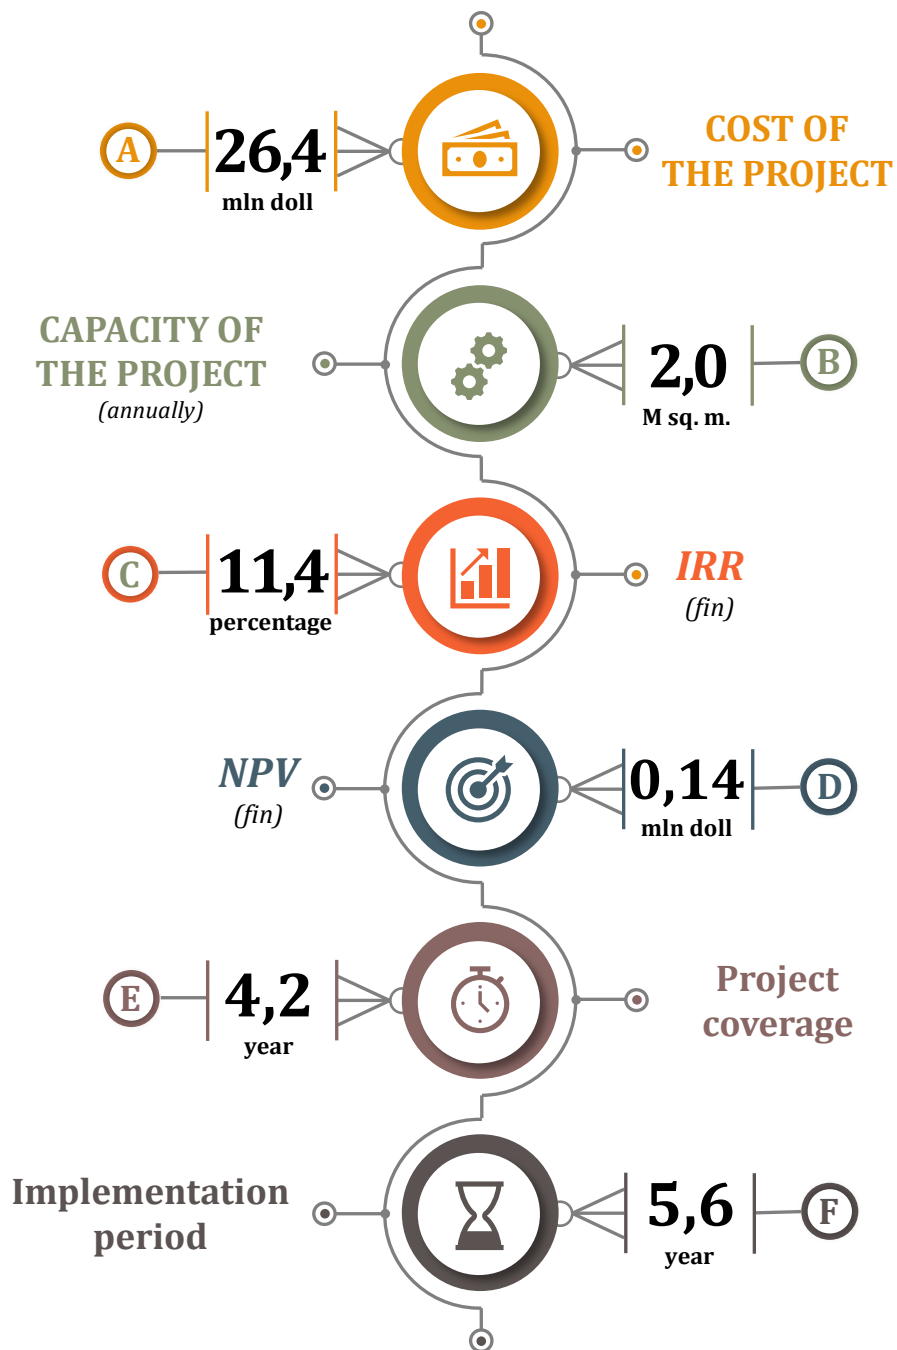 A
26,4
mln doll
COST OF
THE PROJECT
CAPACITY OF
THE PROJECT
(annually)
2,0
M sq. m.
B
C
11,4
percentage
IRR
(fin)
NPV
(fin)
0,14
mln doll
D
E
4,2
year
Project
coverage
Implementation
period
5,6
year
F